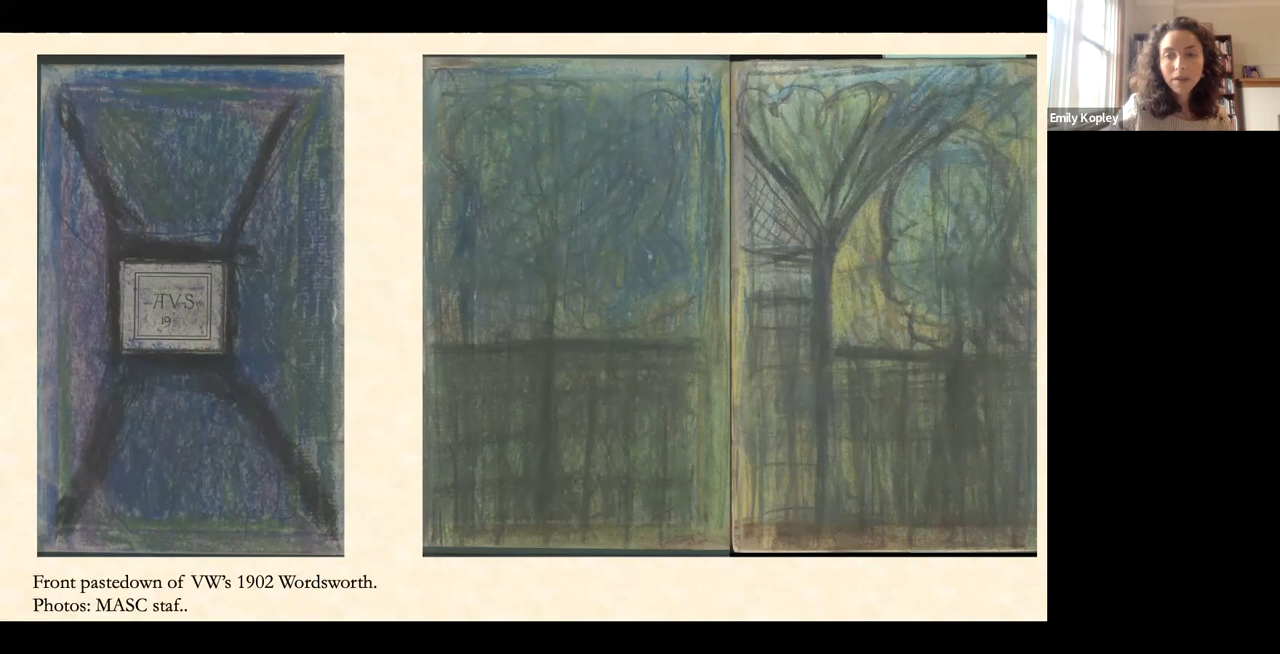 AVS
Front pastedown of VW's 1902 Wordsworth.
Photos: MASC staf..
Emily Kopley